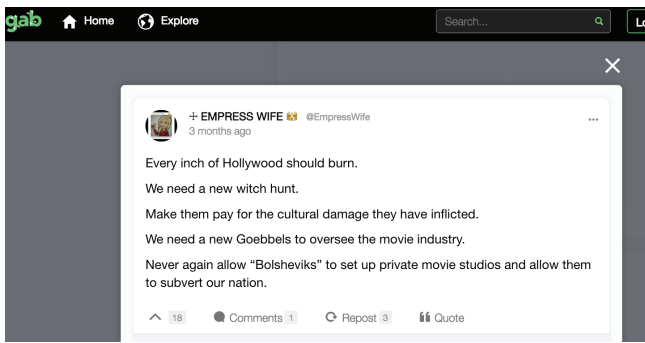 gab Home Explore Search... Lo
✕
♱ EMPRESS WIFE @EmpressWife
3 months ago
Every inch of Hollywood should burn.
We need a new witch hunt.
Make them pay for the cultural damage they have inflicted.
We need a new Goebbels to oversee the movie industry.
Never again allow “Bolsheviks” to set up private movie studios and allow them
to subvert our nation.
18 Comments 1 Repost 3 Quote